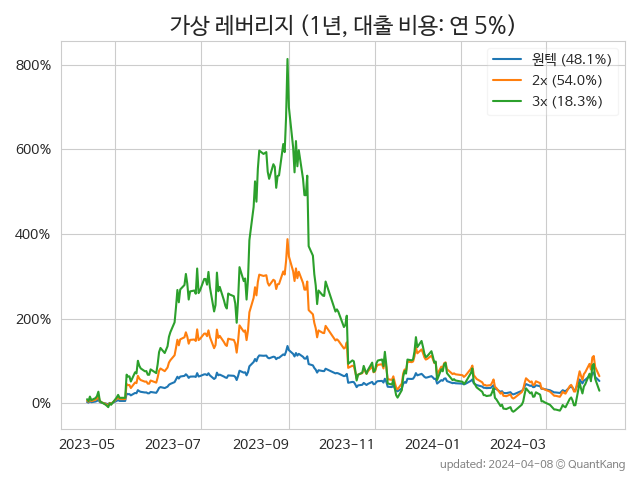 가상 레버리지 (1년, 대출 비용: 연 5%)
원텍 (48.1%)
2x (54.0%)
3x (18.3%)
800%
600%
400%
200%
0%
2023-05 2023-07 2023-09 2023-11 2024-01 2024-03
updated: 2024-04-08 © QuantKang